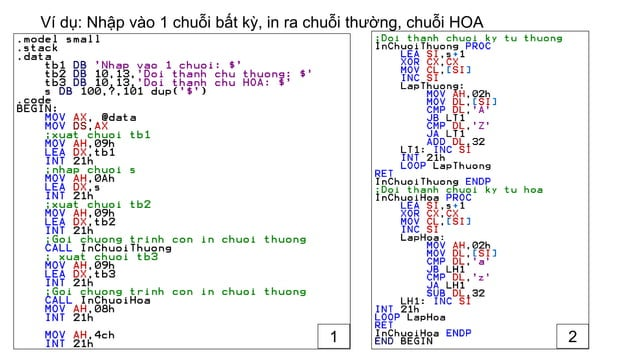 Ví dụ: Nhập vào 1 chuỗi bất kỳ, in ra chuỗi thường, chuỗi HOA
.model small
.stack
.data
tb1 DB 'Nhap vao 1 chuoi: $'
tb2 DB 10,13,'Doi thanh chu thuong: $'
tb3 DB 10,13,'Doi thanh chu HOA: $'
s DB 100,?,101 dup('$')
.code
BEGIN:
MOV AX, @data
MOV DS,AX
;xuat chuoi tb1
MOV AH,09h
LEA DX,tb1
INT 21h
;nhap chuoi s
MOV AH,0Ah
LEA DX,s
INT 21h
;xuat chuoi tb2
MOV AH,09h
LEA DX,tb2
INT 21h
;Goi chuong trinh con in chuoi thuong
CALL InChuoiThuong
; xuat chuoi tb3
MOV AH,09h
LEA DX,tb3
INT 21h
;Goi chuong trinh con in chuoi thuong
CALL InChuoiHoa
MOV AH,08h
INT 21h
MOV AH,4ch
INT 21h
1
;Doi thanh chuoi ky tu thuong
InChuoiThuong PROC
LEA SI,s+1
XOR CX,CX
MOV CL,[SI]
INC SI
LapThuong:
MOV AH,02h
MOV DL,[SI]
CMP DL,'A'
JB LT1
CMP DL,'Z'
JA LT1
ADD DL,32
LT1: INC SI
INT 21h
LOOP LapThuong
RET
InChuoiThuong ENDP
;Doi thanh chuoi ky tu hoa
InChuoiHoa PROC
LEA SI,s+1
XOR CX,CX
MOV CL,[SI]
INC SI
LapHoa:
MOV AH,02h
MOV DL,[SI]
CMP DL,'a'
JB LH1
CMP DL,'z'
JA LH1
SUB DL,32
LH1: INC SI
INT 21h
LOOP LapHoa
RET
InChuoiHoa ENDP
END BEGIN
2